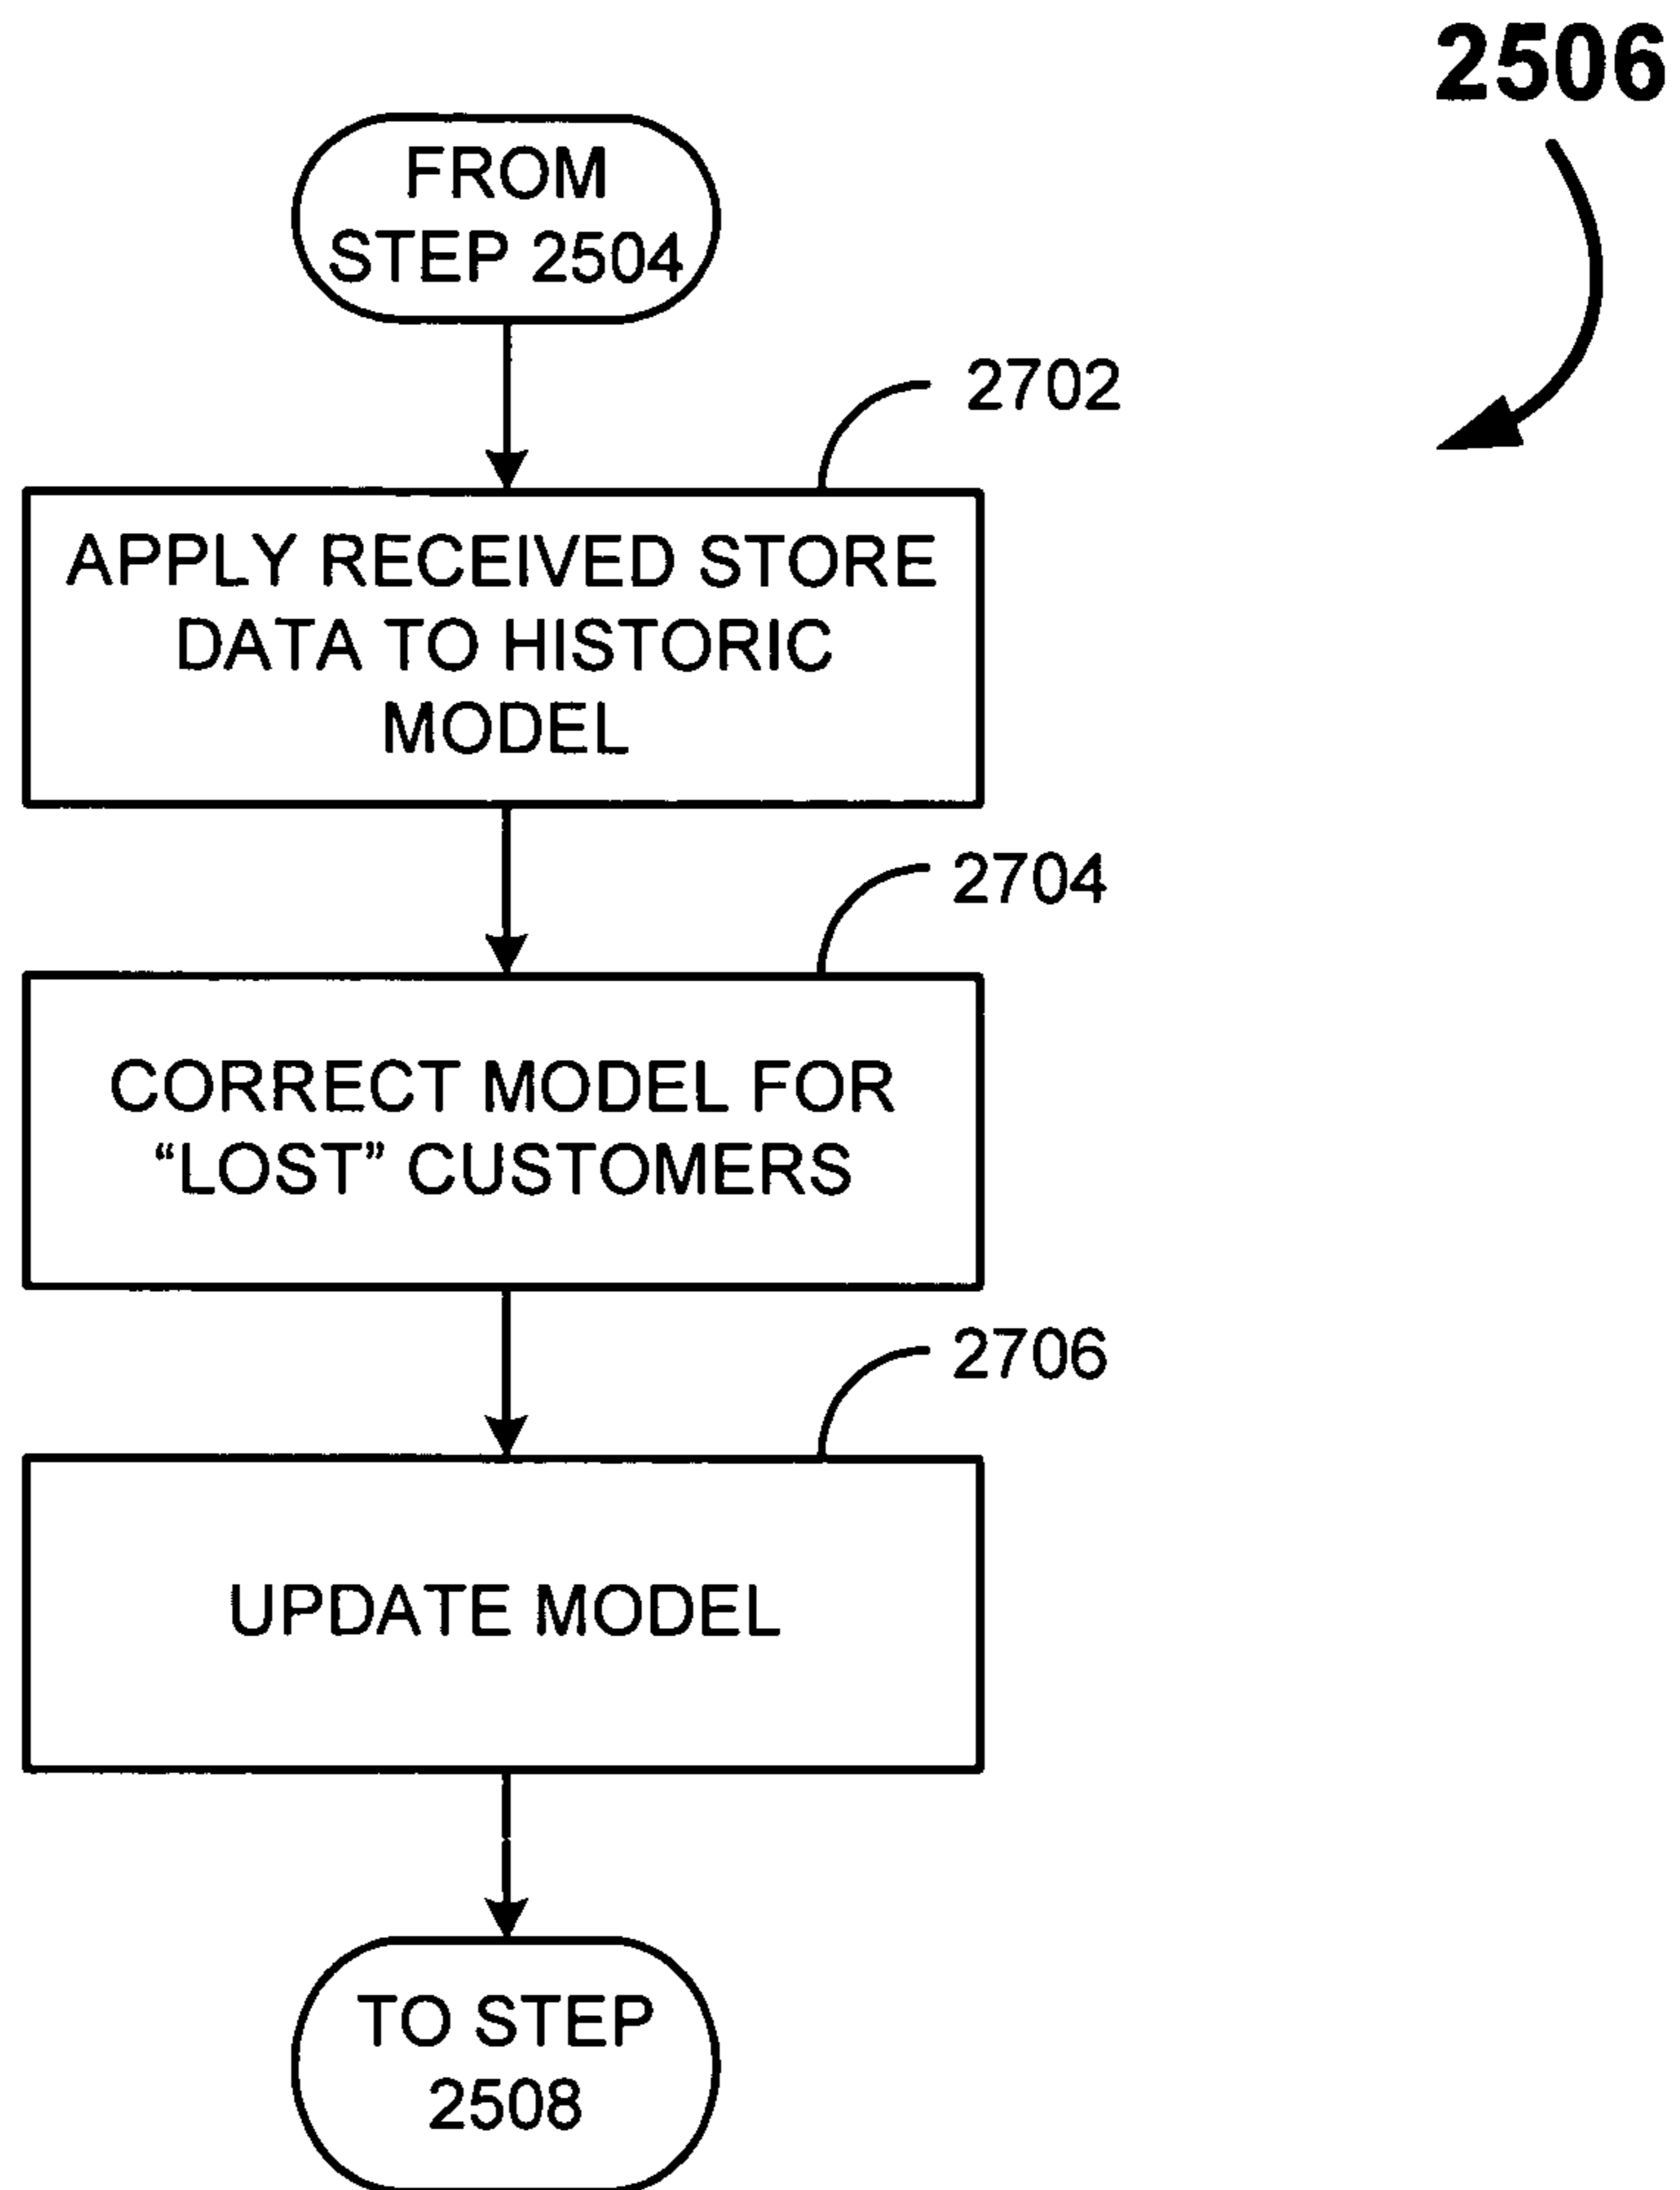 2506
FROM
STEP 2504
2702
APPLY RECEIVED STORE
DATA TO HISTORIC
MODEL
2704
CORRECT MODEL FOR
“LOST” CUSTOMERS
2706
UPDATE MODEL
TO STEP
2508